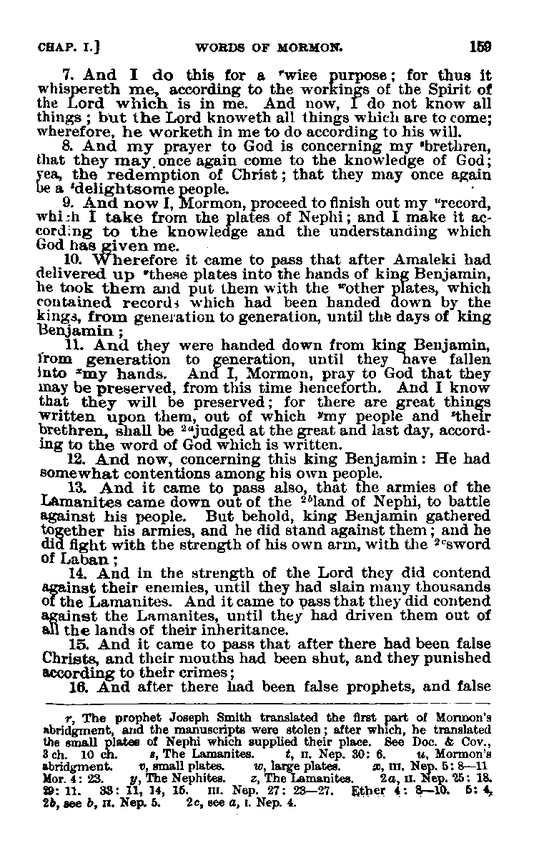 CHAP. I.] WORDS OF MORMON. 159
7. And I do this for a ʳwise purpose; for thus it
whispereth me, according to the workings of the Spirit of
the Lord which is in me. And now, I do not know all
things; but the Lord knoweth all things which are to come;
wherefore, he worketh in me to do according to his will.
8. And my prayer to God is concerning my ˢbrethren,
that they may once again come to the knowledge of God;
yea, the redemption of Christ; that they may once again
be a ᵗdelightsome people.
9. And now I, Mormon, proceed to finish out my ᵘrecord,
which I take from the plates of Nephi; and I make it ac-
cording to the knowledge and the understanding which
God has given me.
10. Wherefore it came to pass that after Amaleki had
delivered up ᵛthese plates into the hands of king Benjamin,
he took them and put them with the ʷother plates, which
contained records which had been handed down by the
kings, from generation to generation, until the days of king
Benjamin;
11. And they were handed down from king Benjamin,
from generation to generation, until they have fallen
into ˣmy hands. And I, Mormon, pray to God that they
may be preserved, from this time henceforth. And I know
that they will be preserved; for there are great things
written upon them, out of which ʸmy people and ᶻtheir
brethren, shall be ²ᵃjudged at the great and last day, accord-
ing to the word of God which is written.
12. And now, concerning this king Benjamin: He had
somewhat contentions among his own people.
13. And it came to pass also, that the armies of the
Lamanites came down out of the ²ᵇland of Nephi, to battle
against his people. But behold, king Benjamin gathered
together his armies, and he did stand against them; and he
did fight with the strength of his own arm, with the ²ᶜsword
of Laban;
14. And in the strength of the Lord they did contend
against their enemies, until they had slain many thousands
of the Lamanites. And it came to pass that they did contend
against the Lamanites, until they had driven them out of
all the lands of their inheritance.
15. And it came to pass that after there had been false
Christs, and their mouths had been shut, and they punished
according to their crimes;
16. And after there had been false prophets, and false
r, The prophet Joseph Smith translated the first part of Mormon's
abridgment, and the manuscripts were stolen; after which, he translated
the small plates of Nephi which supplied their place. See Doc. & Cov.,
3 ch. 10 ch. s, The Lamanites. t, II. Nep. 30: 6. u, Mormon's
abridgment. v, small plates. w, large plates. x, III. Nep. 5: 8—11
Mor. 4: 23. y, The Nephites. z, The Lamanites. 2a, II. Nep. 25: 18.
29: 11. 33: 11, 14, 15. III. Nep. 27: 23—27. Ether 4: 8—10. 5: 4,
2b, see b, II. Nep. 5. 2c, see a, I. Nep. 4.